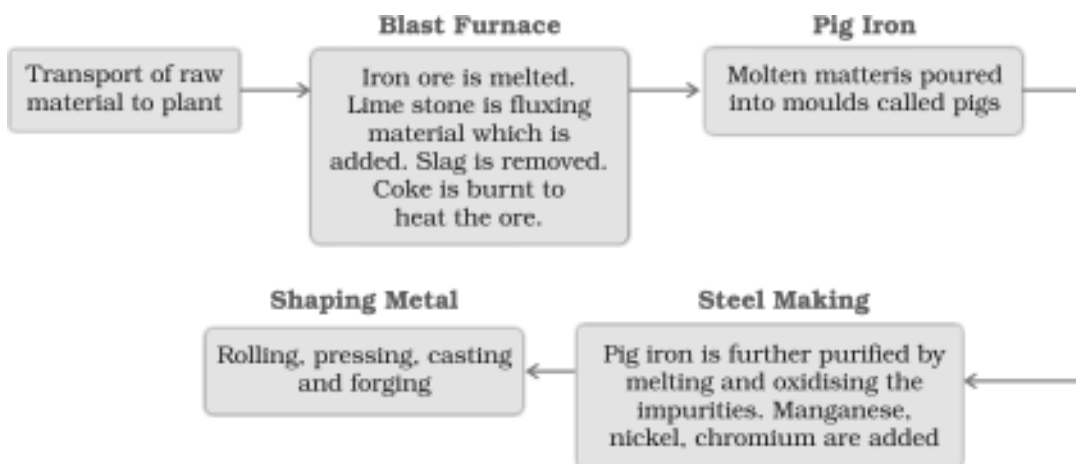 Blast Furnace
Pig Iron
Transport of raw
material to plant
Iron ore is melted.
Lime stone is fluxing
material which is
added. Slag is removed.
Coke is burnt to
heat the ore.
Molten matteris poured
into moulds called pigs
Shaping Metal
Steel Making
Rolling, pressing, casting
and forging
Pig iron is further purified by
melting and oxidising the
impurities. Manganese,
nickel, chromium are added